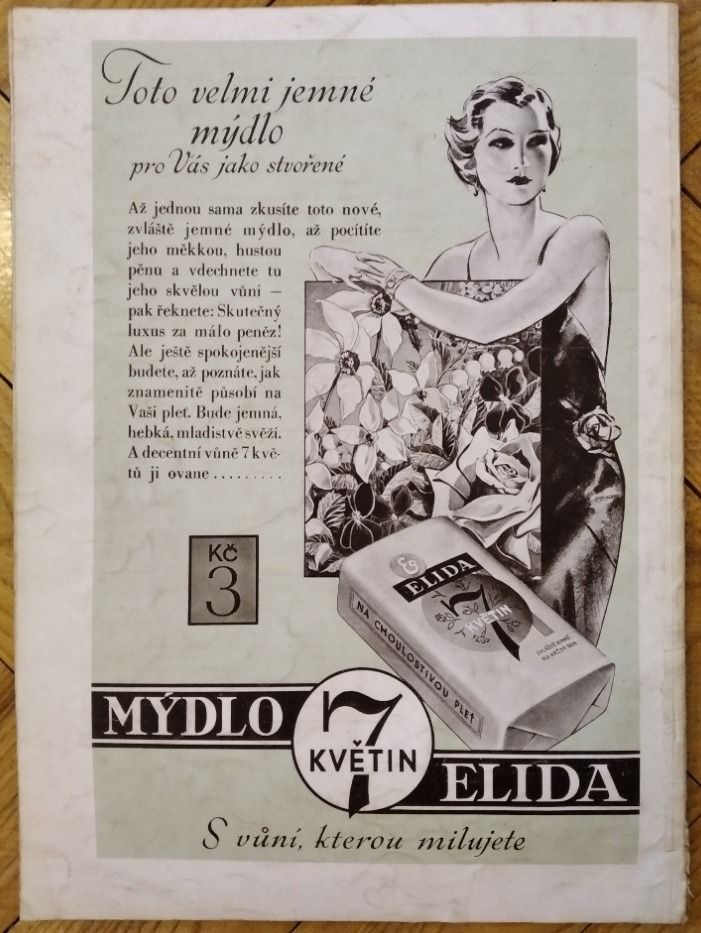 Toto velmi jemné
mýdlo
pro Vás jako stvořené
Až jednou sama zkusíte toto nové,
zvláště jemné mýdlo, až pocítíte
jeho měkkou, hustou
pěnu a vdechnete tu
jeho skvělou vůni —
pak řeknete: Skutečný
luxus za málo peněz!
Ale ještě spokojenější
budete, až poznáte, jak
znamenitě působí na
Vaši pleť. Bude jemná,
hebká, mladistvě svěží.
A decentní vůně 7 kvě-
tů ji ovane .........
Kč
3
E
ELIDA
7
KVĚTIN
NA CHOULOSTIVOU PLEŤ
MÝDLO
7
KVĚTIN
ELIDA
S vůní, kterou milujete